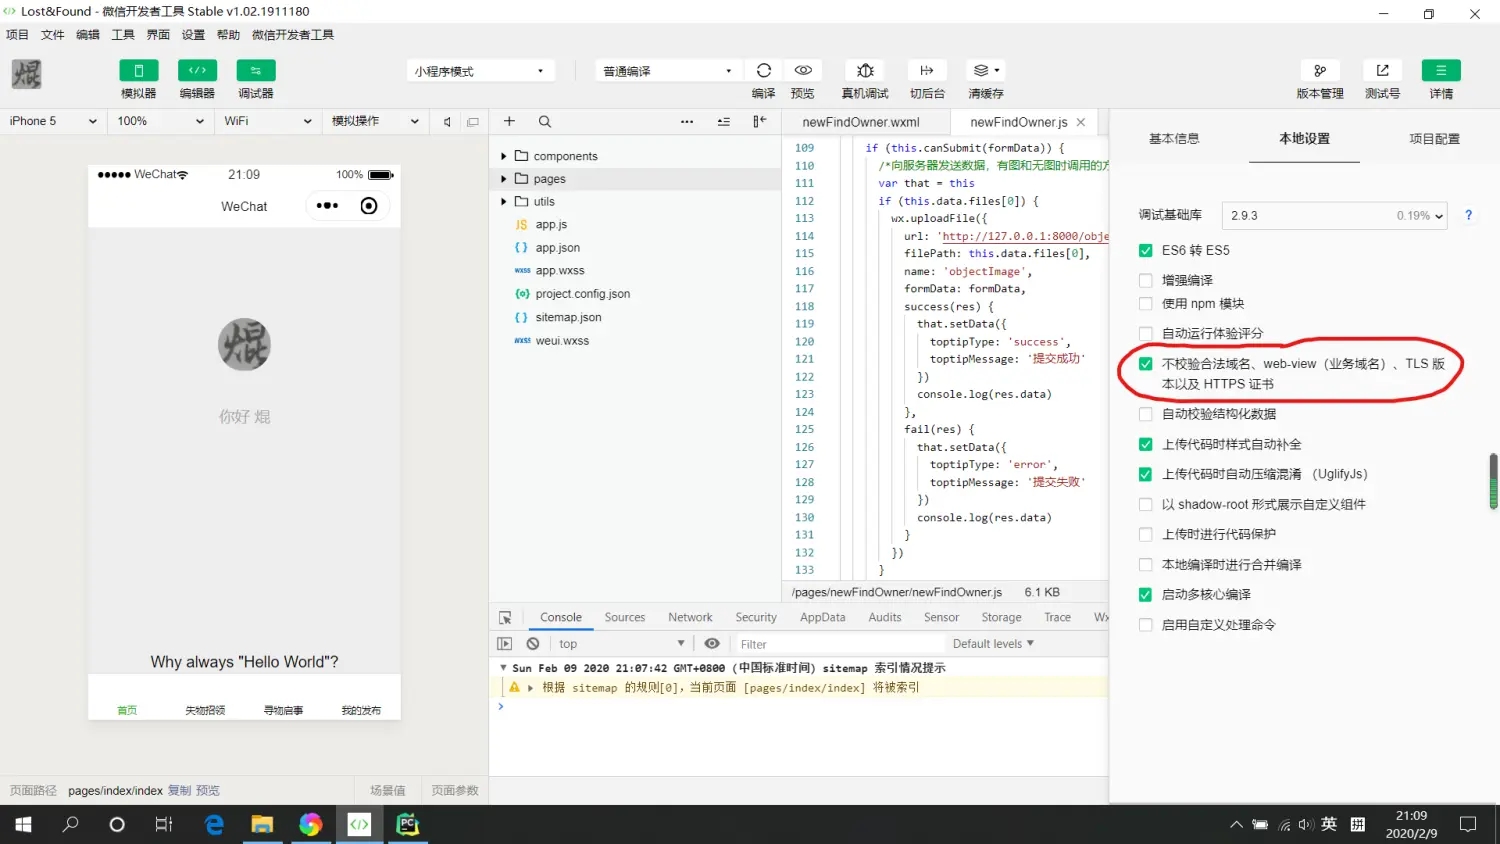 Lost&Found - 微信开发者工具 Stable v1.02.1911180
项目 文件 编辑 工具 界面 设置 帮助 微信开发者工具
模拟器 编辑器 调试器
小程序模式
普通编译
编译 预览 真机调试 切后台 清缓存
版本管理 测试号 详情
iPhone 5 100% WiFi 模拟操作
WeChat 21:09 100%
WeChat
你好 焜
Why always "Hello World"?
首页 失物招领 寻物启事 我的发布
页面路径 pages/index/index 复制 预览 场景值 页面参数
components
pages
utils
JS app.js
{ } app.json
wxss app.wxss
{o} project.config.json
{ } sitemap.json
wxss weui.wxss
newFindOwner.wxml newFindOwner.js
109 if (this.canSubmit(formData)) {
110 /*向服务器发送数据，有图和无图时调用的方
111 var that = this
112 if (this.data.files[0]) {
113 wx.uploadFile({
114 url: 'http://127.0.0.1:8000/obje
115 filePath: this.data.files[0],
116 name: 'objectImage',
117 formData: formData,
118 success(res) {
119 that.setData({
120 toptipType: 'success',
121 toptipMessage: '提交成功'
122 })
123 console.log(res.data)
124 },
125 fail(res) {
126 that.setData({
127 toptipType: 'error',
128 toptipMessage: '提交失败'
129 })
130 console.log(res.data)
131 }
132 })
133 }
/pages/newFindOwner/newFindOwner.js 6.1 KB
Console Sources Network Security AppData Audits Sensor Storage Trace Wx
top Filter Default levels
Sun Feb 09 2020 21:07:42 GMT+0800 (中国标准时间) sitemap 索引情况提示
根据 sitemap 的规则[0]，当前页面 [pages/index/index] 将被索引
基本信息 本地设置 项目配置
调试基础库 2.9.3 0.19% ?
ES6 转 ES5
增强编译
使用 npm 模块
自动运行体验评分
不校验合法域名、web-view（业务域名）、TLS 版
本以及 HTTPS 证书
自动校验结构化数据
上传代码时样式自动补全
上传代码时自动压缩混淆 （UglifyJs）
以 shadow-root 形式展示自定义组件
上传时进行代码保护
本地编译时进行合并编译
启动多核心编译
启用自定义处理命令
PC
英 拼
21:09
2020/2/9